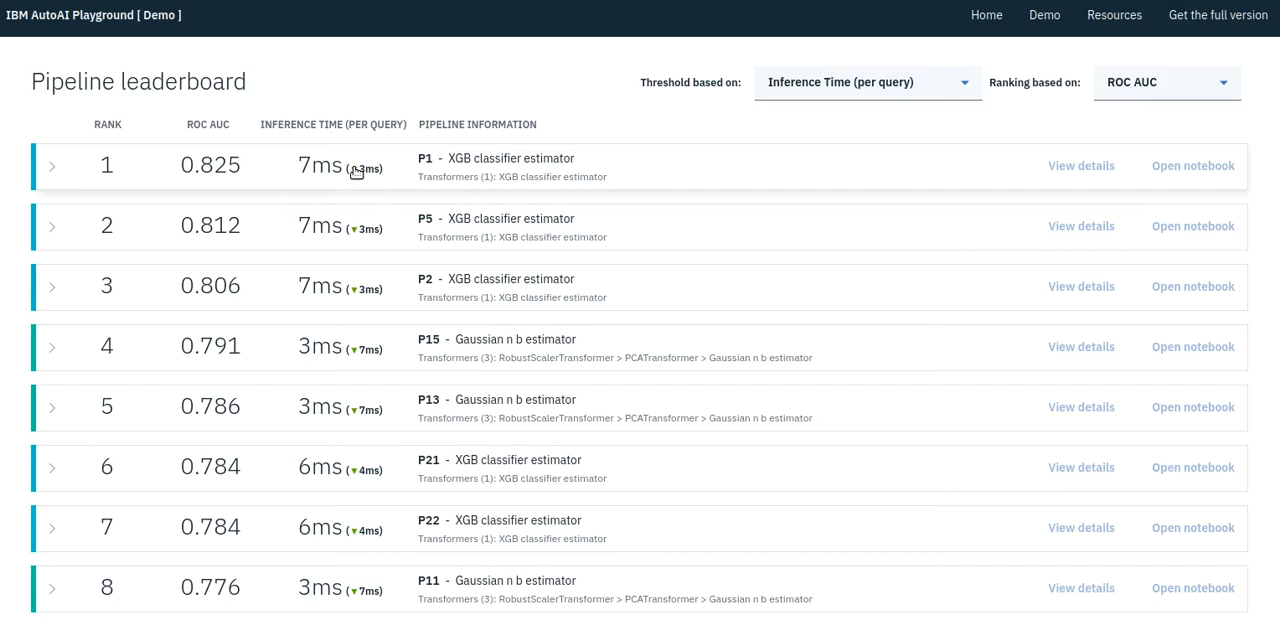 IBM AutoAI Playground [ Demo ] Home Demo Resources Get the full version
Pipeline leaderboard Threshold based on: Inference Time (per query) Ranking based on: ROC AUC
RANK ROC AUC INFERENCE TIME (PER QUERY) PIPELINE INFORMATION
1 0.825 7ms P1 - XGB classifier estimator View details Open notebook
Transformers (1): XGB classifier estimator
2 0.812 7ms (▼3ms) P5 - XGB classifier estimator View details Open notebook
Transformers (1): XGB classifier estimator
3 0.806 7ms (▼3ms) P2 - XGB classifier estimator View details Open notebook
Transformers (1): XGB classifier estimator
4 0.791 3ms (▼7ms) P15 - Gaussian n b estimator View details Open notebook
Transformers (3): RobustScalerTransformer > PCATransformer > Gaussian n b estimator
5 0.786 3ms (▼7ms) P13 - Gaussian n b estimator View details Open notebook
Transformers (3): RobustScalerTransformer > PCATransformer > Gaussian n b estimator
6 0.784 6ms (▼4ms) P21 - XGB classifier estimator View details Open notebook
Transformers (1): XGB classifier estimator
7 0.784 6ms (▼4ms) P22 - XGB classifier estimator View details Open notebook
Transformers (1): XGB classifier estimator
8 0.776 3ms (▼7ms) P11 - Gaussian n b estimator View details Open notebook
Transformers (3): RobustScalerTransformer > PCATransformer > Gaussian n b estimator